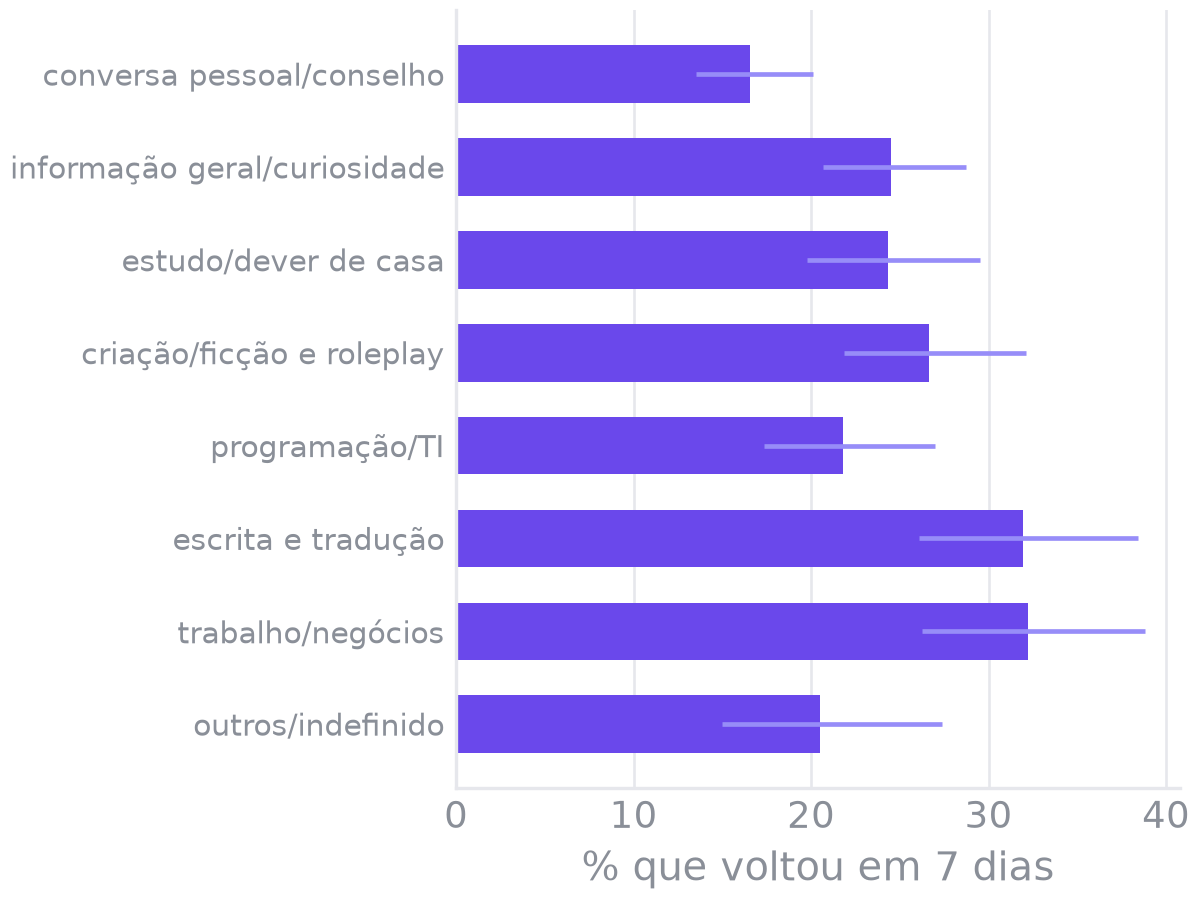 conversa pessoal/conselho
informação geral/curiosidade
estudo/dever de casa
criação/ficção e roleplay
programação/TI
escrita e tradução
trabalho/negócios
outros/indefinido
0 10 20 30 40
% que voltou em 7 dias